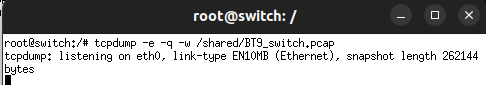 root@switch: /
root@switch:/# tcpdump -e -q -w /shared/BT9_switch.pcap
tcpdump: listening on eth0, link-type EN10MB (Ethernet), snapshot length 262144
bytes